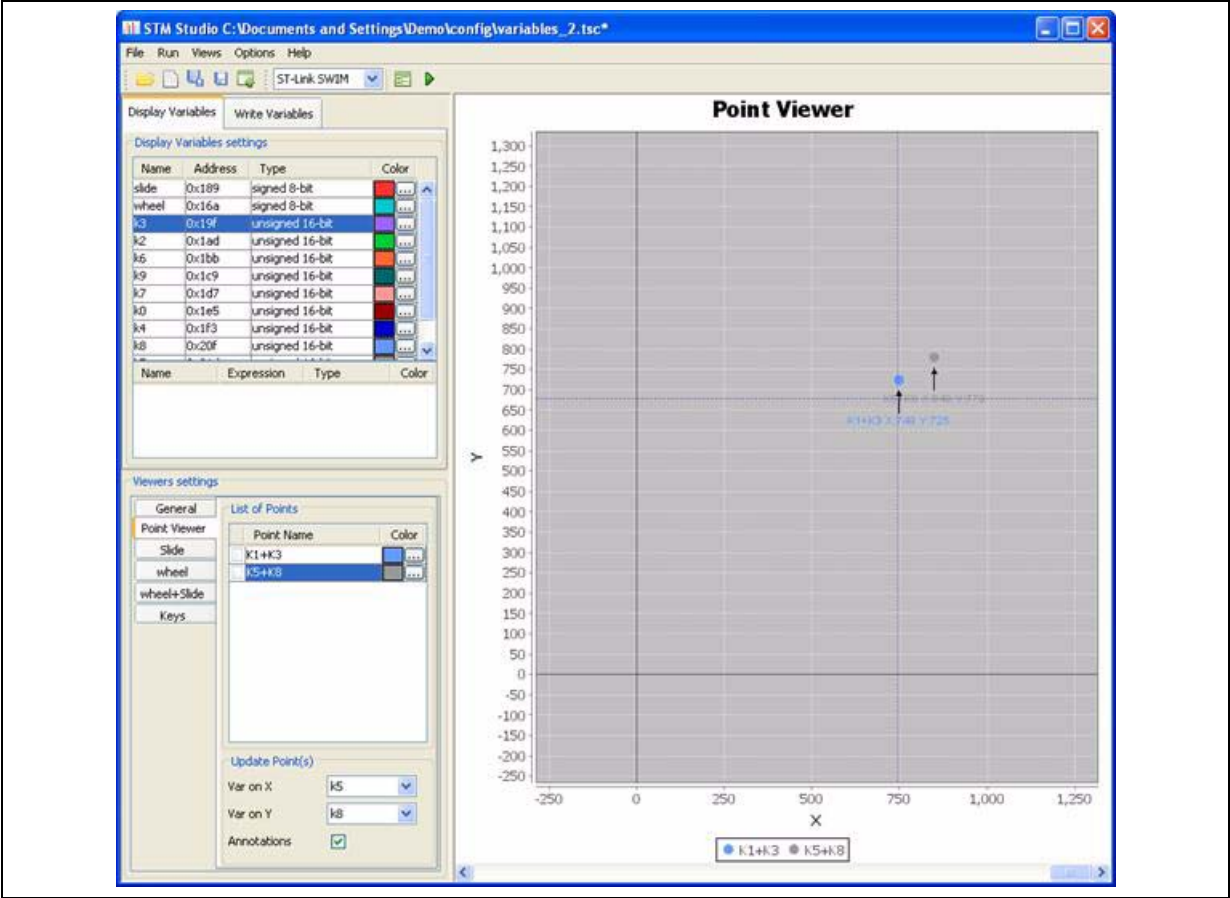 STM Studio C:\Documents and Settings\Demo\config\variables_2.tsc*
File Run Views Options Help
ST-Link SWIM
Display Variables Write Variables
Display Variables settings
Name Address Type Color
slide 0x189 signed 8-bit ...
wheel 0x16a signed 8-bit ...
k3 0x19f unsigned 16-bit ...
k2 0x1ad unsigned 16-bit ...
k6 0x1bb unsigned 16-bit ...
k9 0x1c9 unsigned 16-bit ...
k7 0x1d7 unsigned 16-bit ...
k0 0x1e5 unsigned 16-bit ...
k4 0x1f3 unsigned 16-bit ...
k8 0x20f unsigned 16-bit ...
Name Expression Type Color
Viewers settings
General
Point Viewer
Slide
wheel
wheel+Slide
Keys
List of Points
Point Name Color
K1+K3 ...
K5+K8 ...
Update Point(s)
Var on X k5
Var on Y k8
Annotations
Point Viewer
1,300
1,250
1,200
1,150
1,100
1,050
1,000
950
900
850
800
750
700
650
600
550
500
450
400
350
300
250
200
150
100
50
0
-50
-100
-150
-200
-250
Y
K1+K3 X:748 Y:725
-250 0 250 500 750 1,000 1,250
X
K1+K3 K5+K8